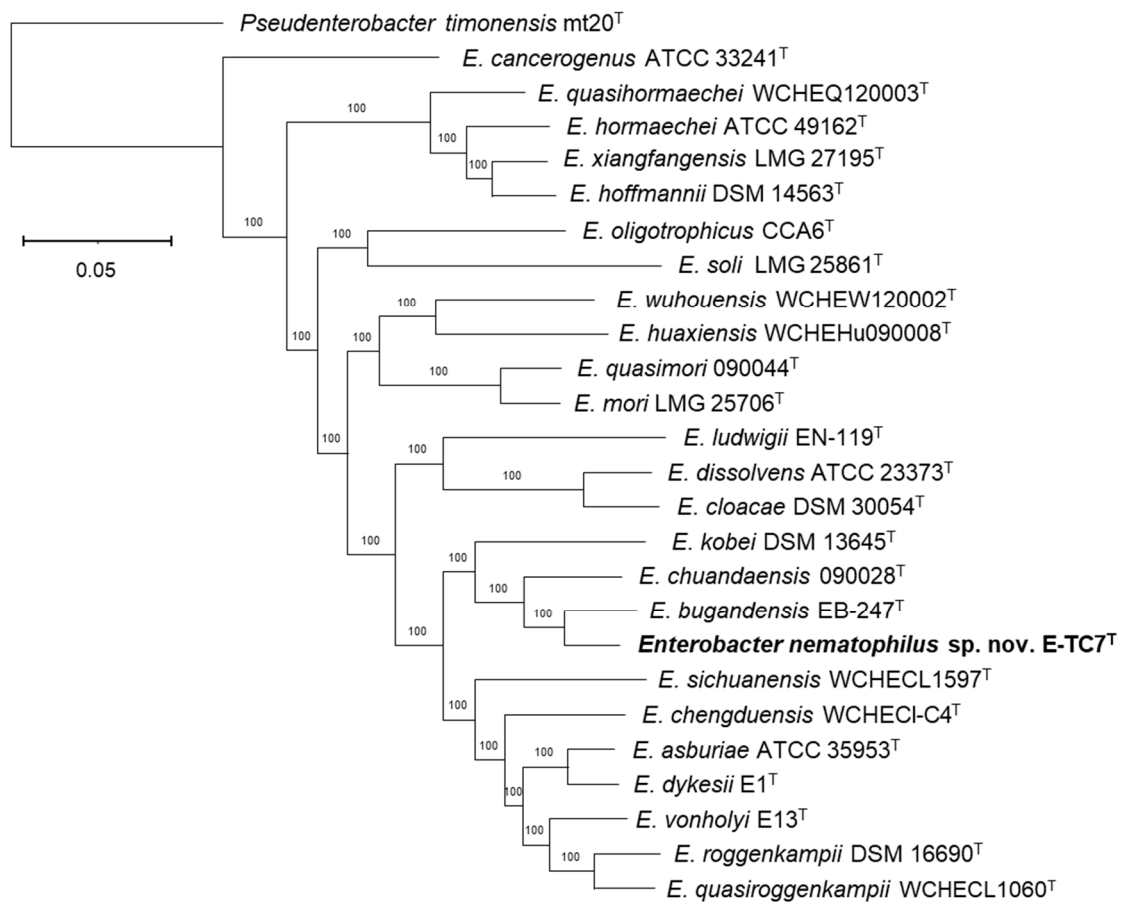 Pseudenterobacter timonensis mt20ᵀ
E. cancerogenus ATCC 33241ᵀ
E. quasihormaechei WCHEQ120003ᵀ
100
E. hormaechei ATCC 49162ᵀ
100
E. xiangfangensis LMG 27195ᵀ
100
E. hoffmannii DSM 14563ᵀ
100
E. oligotrophicus CCA6ᵀ
100
0.05
E. soli LMG 25861ᵀ
E. wuhouensis WCHEW120002ᵀ
100
E. huaxiensis WCHEHu090008ᵀ
100
100
E. quasimori 090044ᵀ
100
E. mori LMG 25706ᵀ
E. ludwigii EN-119ᵀ
100
100
E. dissolvens ATCC 23373ᵀ
100
E. cloacae DSM 30054ᵀ
E. kobei DSM 13645ᵀ
100
100
E. chuandaensis 090028ᵀ
100
E. bugandensis EB-247ᵀ
100
100
Enterobacter nematophilus sp. nov. E-TC7ᵀ
E. sichuanensis WCHECL1597ᵀ
100
E. chengduensis WCHECl-C4ᵀ
100
E. asburiae ATCC 35953ᵀ
100
E. dykesii E1ᵀ
100
E. vonholyi E13ᵀ
100
E. roggenkampii DSM 16690ᵀ
100
E. quasiroggenkampii WCHECL1060ᵀ